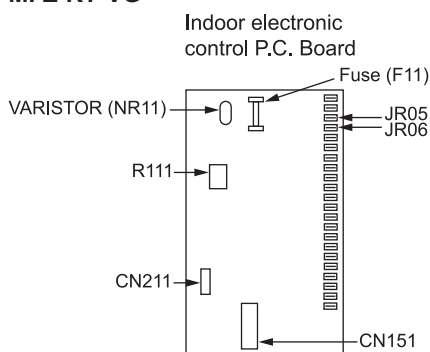 Indoor electronic
control P.C. Board
Fuse (F11)
VARISTOR (NR11)
JR05
JR06
R111
CN211
CN151